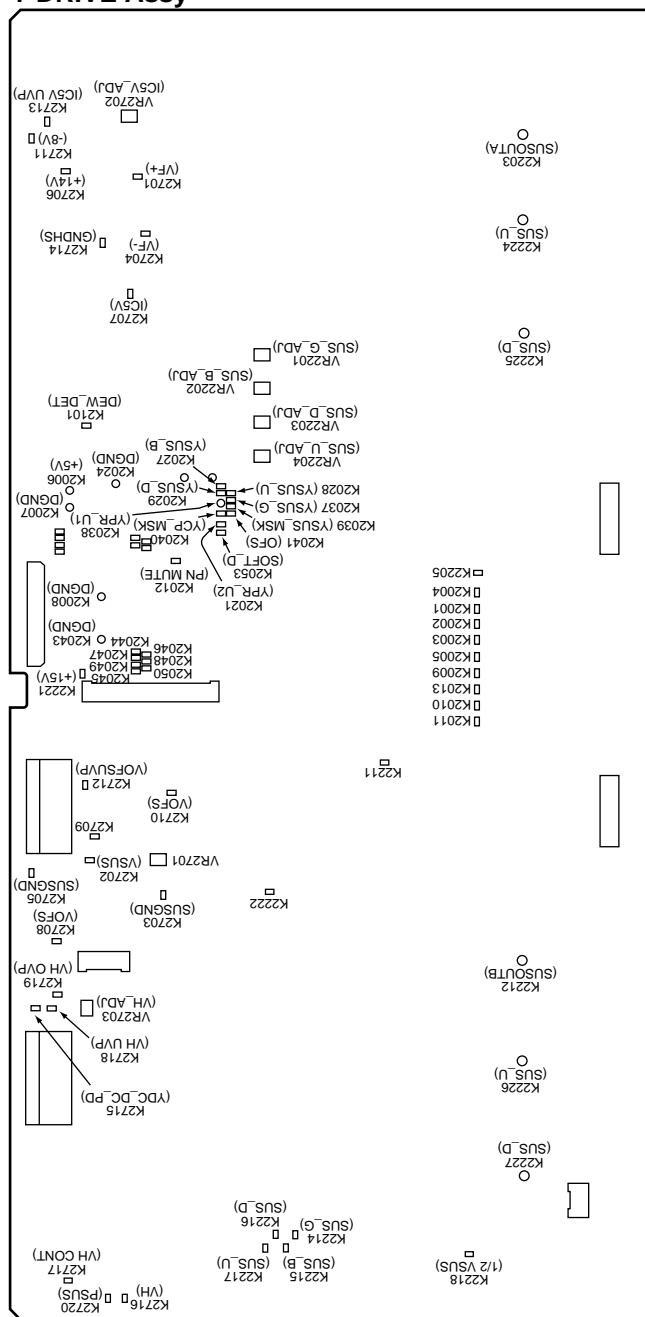 DRIVE Assy
K2713
(IC5V UVP)
VR2702
(IC5V_ADJ)
K2711
(-8V)
K2706
(+14V)
K2701
(VF+)
K2203
(SUSOUTA)
K2714
(GNDHS)
K2704
(VF-)
K2224
(SUS_U)
K2707
(IC5V)
K2225
(SUS_D)
VR2201
(SUS_G_ADJ)
VR2202
(SUS_B_ADJ)
VR2203
(SUS_D_ADJ)
VR2204
(SUS_U_ADJ)
K2101
(DEW_DET)
K2027
(YSUS_B)
K2006
(+5V)
K2024
(DGND)
K2029
(YSUS_D)
K2028 (YSUS_U)
K2007
(DGND)
K2038
(YPR_U1)
K2037 (YSUS_G)
K2040
(YCP_MSK)
K2039 (YSUS_MSK)
K2041
(OFS)
K2053
(SOFT_D)
K2021
(YPR_U2)
K2012
(PN MUTE)
K2008
(DGND)
K2043
(DGND)
K2044
K2046
K2047
K2048
K2049
K2050
K2045
K2221
(+15V)
K2205
K2004
K2001
K2002
K2003
K2005
K2009
K2013
K2010
K2011
K2712
(VOFSUVP)
K2710
(VOFS)
K2211
K2709
K2702
(VSUS)
VR2701
K2705
(SUSGND)
K2703
(SUSGND)
K2222
K2708
(VOFS)
K2719
(VH OVP)
K2212
(SUSOUTB)
VR2703
(VH_ADJ)
K2718
(VH UVP)
K2715
(YDC_DC_PD)
K2226
(SUS_U)
K2227
(SUS_D)
K2216
(SUS_D)
K2214
(SUS_G)
K2217
(SUS_U)
K2215
(SUS_B)
K2218
(1/2 VSUS)
K2717
(VH CONT)
K2720
(PSUS)
K2716
(VH)